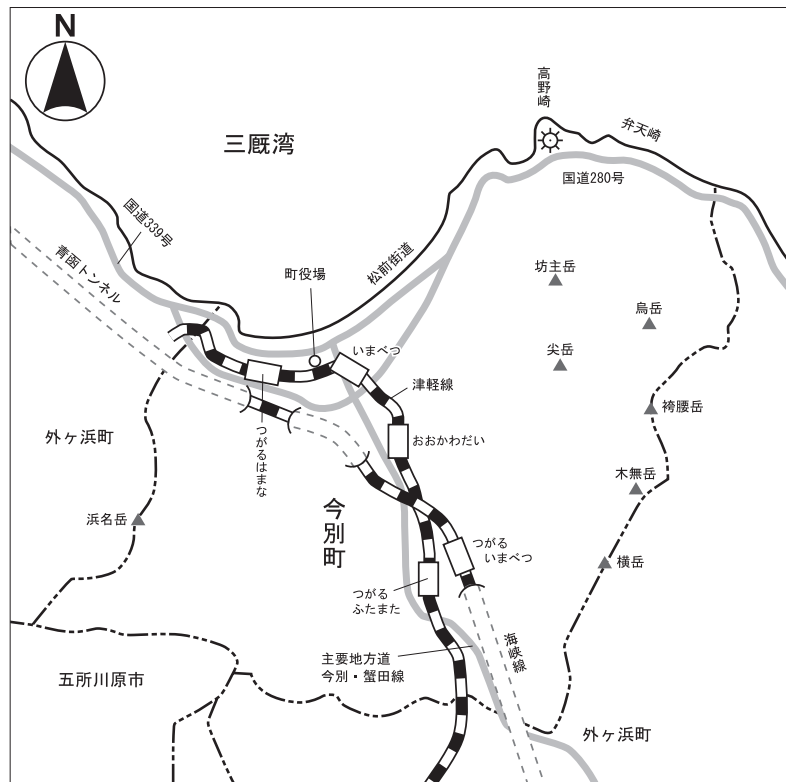 N
高野崎
三厩湾
弁天崎
国道280号
国道339号
青函トンネル
松前街道
町役場
坊主岳
烏岳
いまべつ
尖岳
津軽線
袴腰岳
外ヶ浜町
つがるはまな
おおかわだい
木無岳
浜名岳
今別町
つがる
いまべつ
横岳
つがる
ふたまた
主要地方道
今別・蟹田線
海峡線
五所川原市
外ヶ浜町